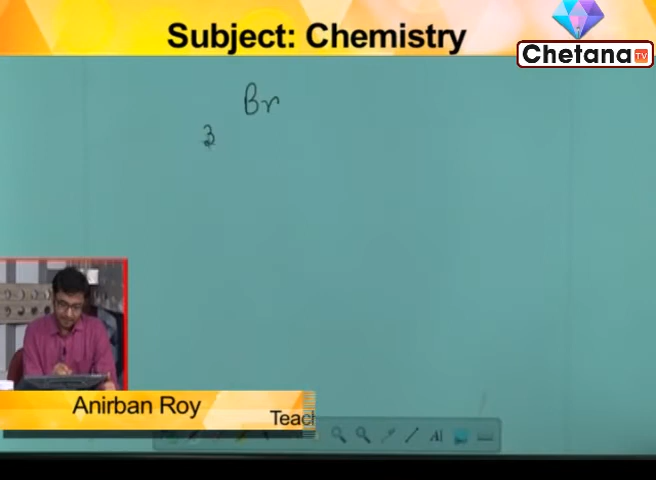 Subject: Chemistry
Chetana TV
Br
3
Anirban Roy
Teach
A